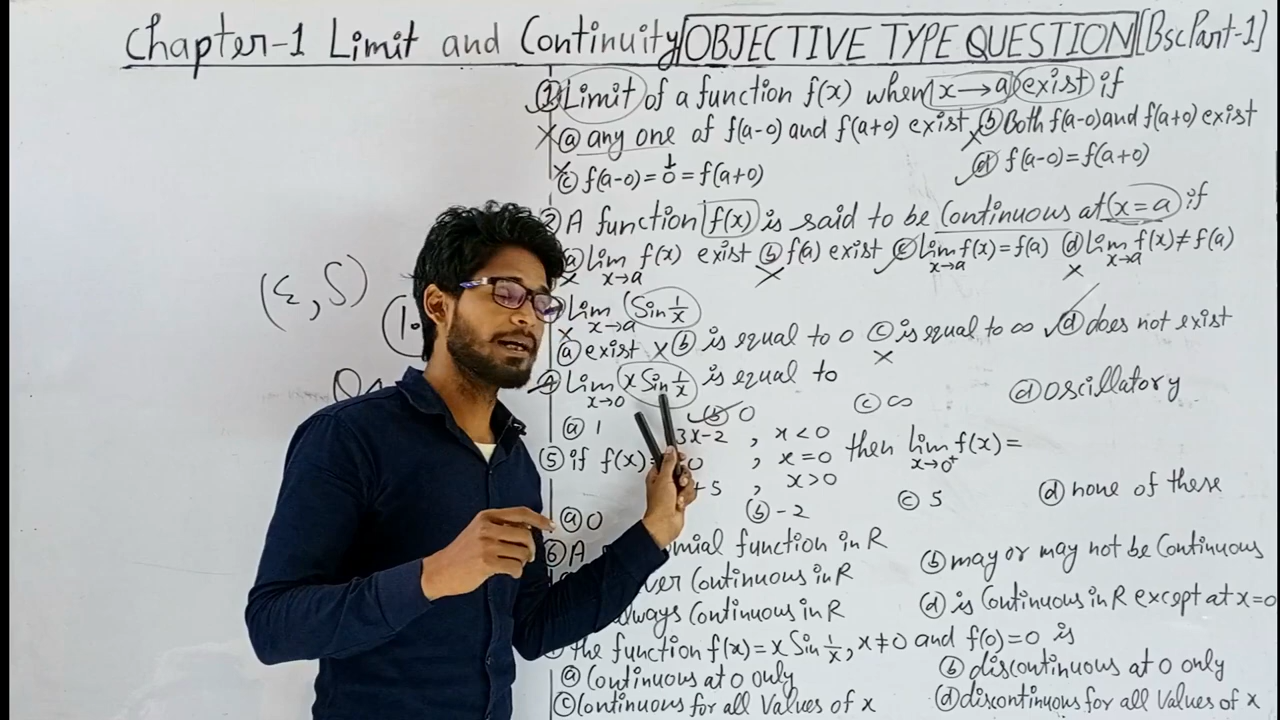 Chapter-1 Limit and Continuity OBJECTIVE TYPE QUESTION [Bsc Part-1]
① Limit of a function f(x) when x→a exist if
ⓐ any one of f(a-0) and f(a+0) exist ⓑ Both f(a-0) and f(a+0) exist
ⓒ f(a-0) = ≠ = f(a+0) ⓓ f(a-0) = f(a+0)
② A function f(x) is said to be Continuous at x=a if
ⓐ lim x→a f(x) exist ⓑ f(a) exist ⓒ lim x→a f(x) = f(a) ⓓ lim x→a f(x) ≠ f(a)
(ε, S)
lim x→a Sin 1/x
ⓐ exist ⓑ is equal to 0 ⓒ is equal to ∞ ⓓ does not exist
④ lim x→0 x Sin 1/x is equal to
ⓐ 1 ⓑ 0 ⓒ ∞ ⓓ oscillatory
⑤ if f(x) = 3x-2, x<0
0, x=0 then lim x→0⁺ f(x) =
+5, x>0
ⓐ 0 ⓑ -2 ⓒ 5 ⓓ none of these
⑥ A mial function in R
ver Continuous in R ⓑ may or may not be Continuous
lways Continuous in R ⓓ is Continuous in R except at x=0
the function f(x) = x Sin 1/x, x≠0 and f(0)=0 is
ⓐ Continuous at 0 only ⓑ discontinuous at 0 only
ⓒ Continuous for all Values of x ⓓ discontinuous for all Values of x